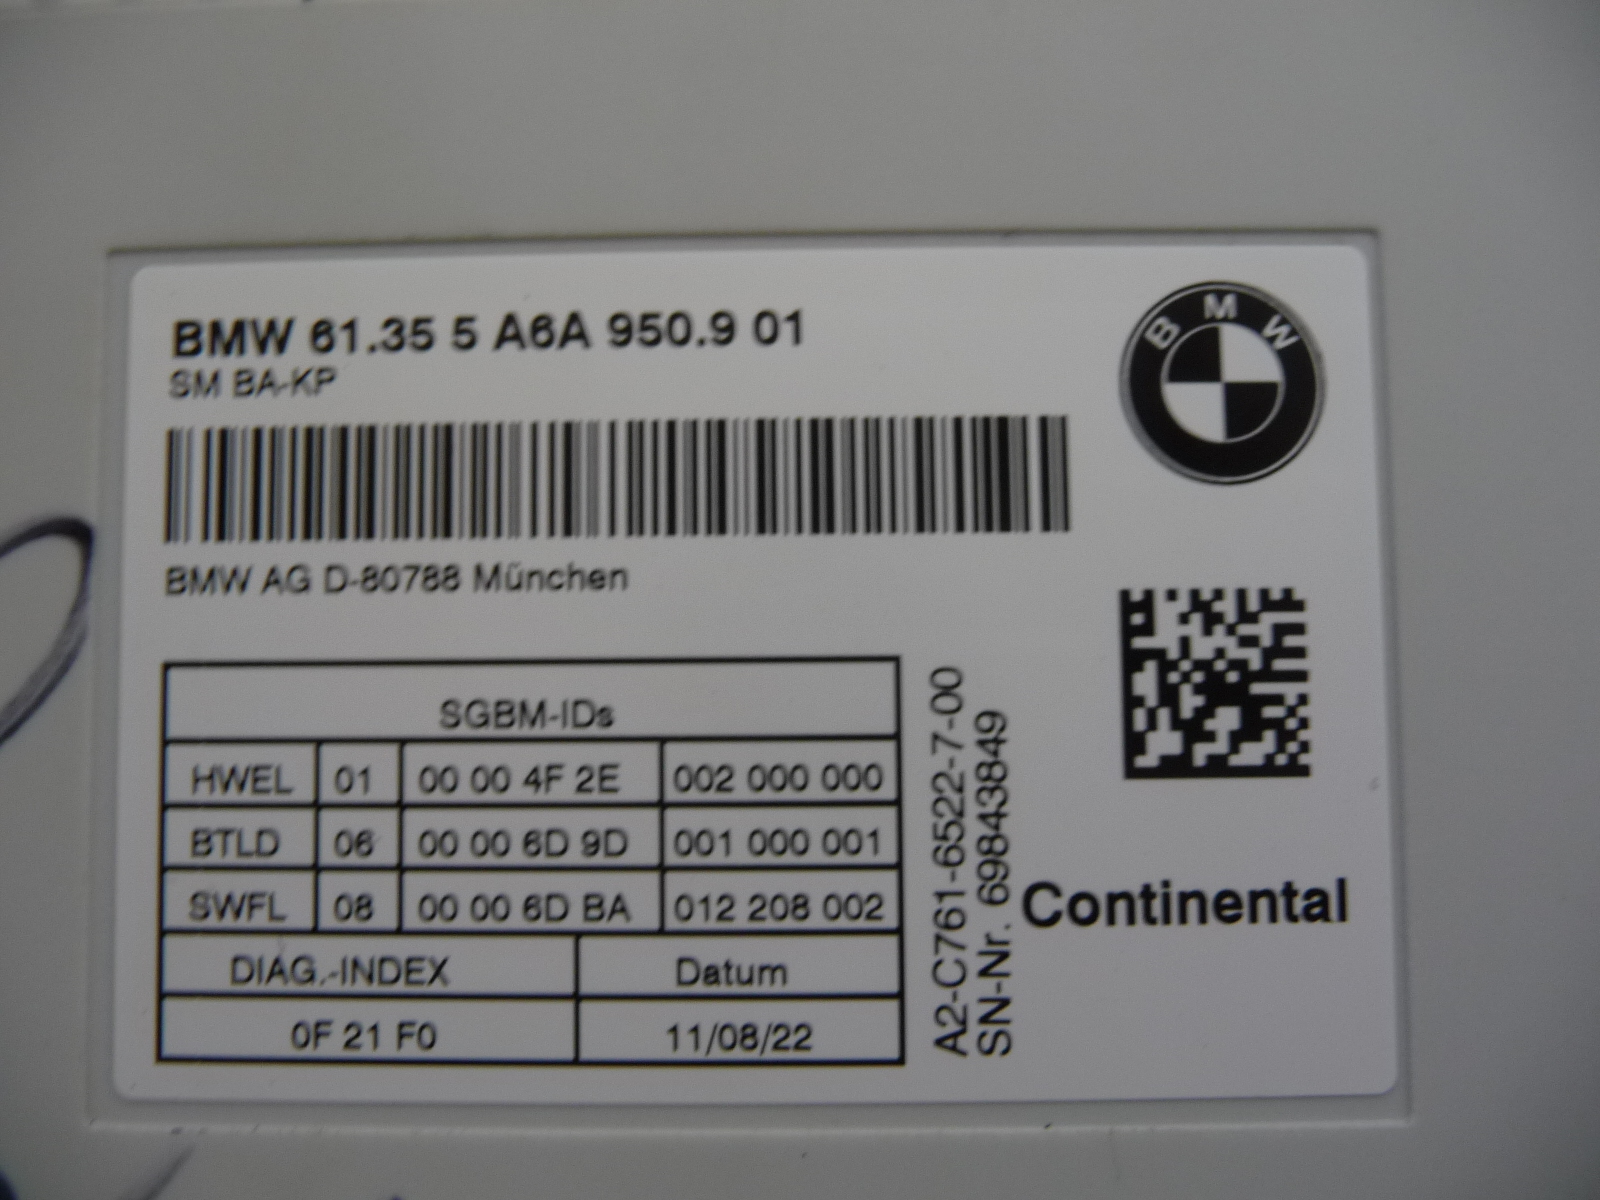 BMW 61.35 5 A6A 950.9 01
SM BA-KP
BMW
BMW AG D-80788 München
SGBM-IDs
HWEL 01 00 00 4F 2E 002 000 000
BTLD 06 00 00 6D 9D 001 000 001
SWFL 08 00 00 6D BA 012 208 002
DIAG.-INDEX Datum
0F 21 F0 11/08/22
A2-C761-6522-7-00
SN-Nr. 69843849
Continental